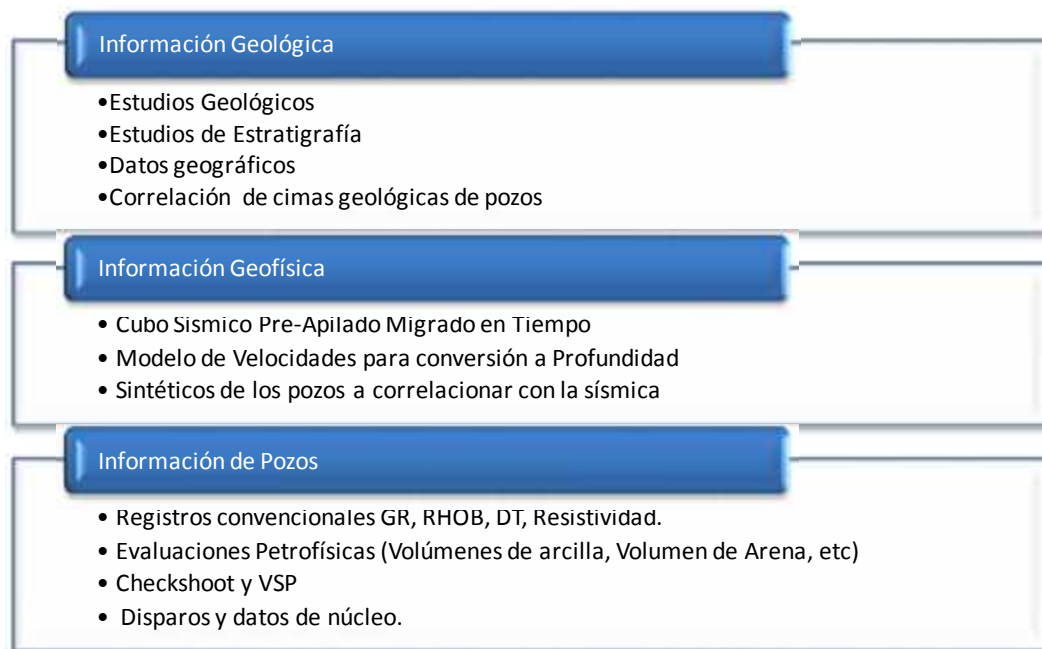 Información Geológica
•Estudios Geológicos
•Estudios de Estratigrafía
•Datos geográficos
•Correlación de cimas geológicas de pozos
Información Geofísica
• Cubo Sísmico Pre-Apilado Migrado en Tiempo
• Modelo de Velocidades para conversión a Profundidad
• Sintéticos de los pozos a correlacionar con la sísmica
Información de Pozos
• Registros convencionales GR, RHOB, DT, Resistividad.
• Evaluaciones Petrofísicas (Volúmenes de arcilla, Volumen de Arena, etc)
• Checkshoot y VSP
• Disparos y datos de núcleo.